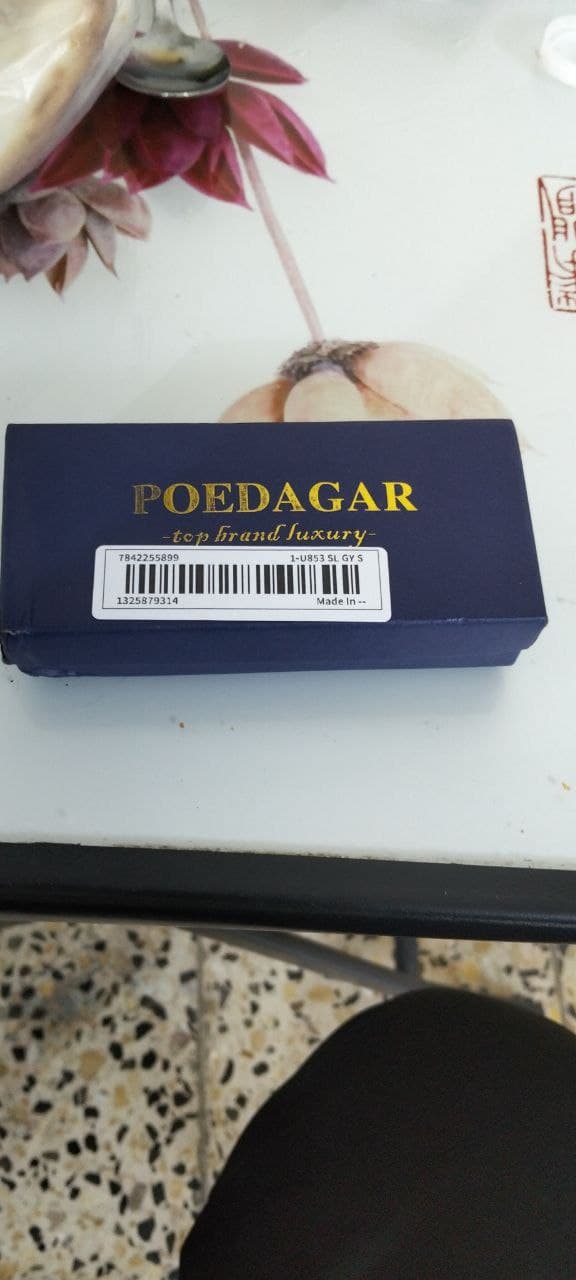 POEDAGAR
-top brand luxury-
7842255899 1-U853 SL GY S
1325879314 Made In --